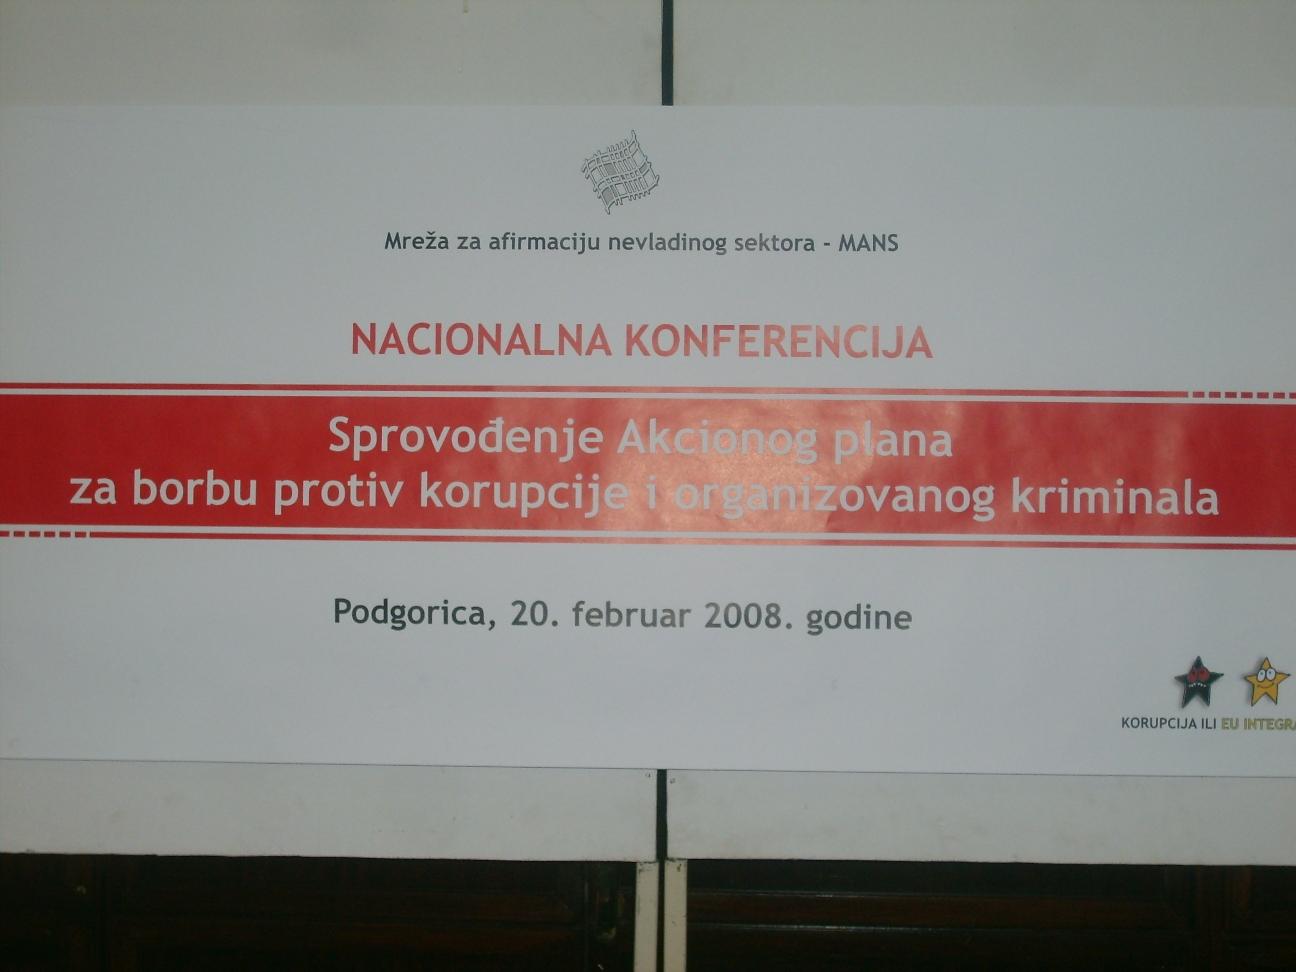 Mreža za afirmaciju nevladinog sektora - MANS
NACIONALNA KONFERENCIJA
Sprovođenje Akcionog plana
za borbu protiv korupcije i organizovanog kriminala
Podgorica, 20. februar 2008. godine
KORUPCIJA ILI EU